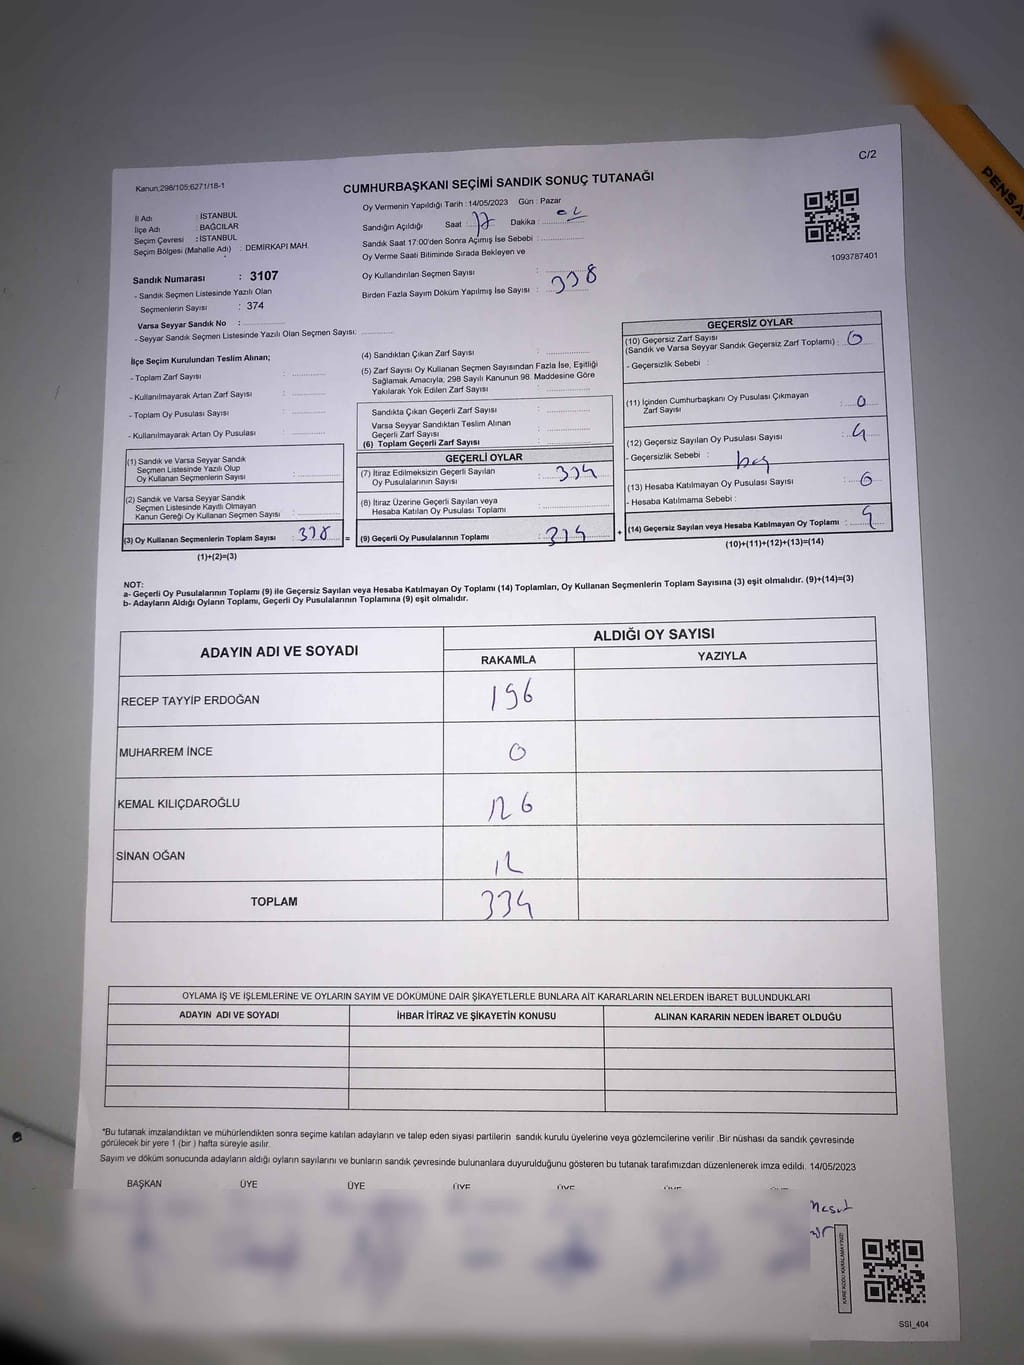 PENSA
C/2
Kanun;298/105;6271/18-1
CUMHURBAŞKANI SEÇİMİ SANDIK SONUÇ TUTANAĞI
1093787401
İl Adı : İSTANBUL
İlçe Adı : BAĞCILAR
Seçim Çevresi : İSTANBUL
Seçim Bölgesi (Mahalle Adı) : DEMİRKAPI MAH.
Sandık Numarası : 3107
- Sandık Seçmen Listesinde Yazılı Olan
Seçmenlerin Sayısı : 374
Varsa Seyyar Sandık No :
- Seyyar Sandık Seçmen Listesinde Yazılı Olan Seçmen Sayısı:
Oy Vermenin Yapıldığı Tarih : 14/05/2023 Gün : Pazar
Sandığın Açıldığı Saat : 17 Dakika :
Sandık Saat 17:00'den Sonra Açımış İse Sebebi :
Oy Verme Saati Bitiminde Sırada Bekleyen ve
Oy Kullandırılan Seçmen Sayısı :
Birden Fazla Sayım Döküm Yapılmış İse Sayısı : 338
İlçe Seçim Kurulundan Teslim Alınan;
- Toplam Zarf Sayısı :
- Kullanılmayarak Artan Zarf Sayısı :
- Toplam Oy Pusulası Sayısı :
- Kullanılmayarak Artan Oy Pusulası :
(1) Sandık ve Varsa Seyyar Sandık
Seçmen Listesinde Yazılı Olup
Oy Kullanan Seçmenlerin Sayısı :
(2) Sandık ve Varsa Seyyar Sandık
Seçmen Listesinde Kayıtlı Olmayan
Kanun Gereği Oy Kullanan Seçmen Sayısı :
(3) Oy Kullanan Seçmenlerin Toplam Sayısı : 338 =
(1)+(2)=(3)
(4) Sandıktan Çıkan Zarf Sayısı :
(5) Zarf Sayısı Oy Kullanan Seçmen Sayısından Fazla İse, Eşitliği
Sağlamak Amacıyla, 298 Sayılı Kanunun 98. Maddesine Göre
Yakılarak Yok Edilen Zarf Sayısı :
Sandıkta Çıkan Geçerli Zarf Sayısı :
Varsa Seyyar Sandıktan Teslim Alınan
Geçerli Zarf Sayısı :
(6) Toplam Geçerli Zarf Sayısı :
GEÇERLİ OYLAR
(7) İtiraz Edilmeksizin Geçerli Sayılan
Oy Pusulalarının Sayısı : 334
(8) İtiraz Üzerine Geçerli Sayılan veya
Hesaba Katılan Oy Pusulası Toplamı :
(9) Geçerli Oy Pusulalarının Toplamı : 334 +
GEÇERSİZ OYLAR
(10) Geçersiz Zarf Sayısı
(Sandık ve Varsa Seyyar Sandık Geçersiz Zarf Toplamı) : 0
- Geçersizlik Sebebi :
(11) İçinden Cumhurbaşkanı Oy Pusulası Çıkmayan
Zarf Sayısı : 0
(12) Geçersiz Sayılan Oy Pusulası Sayısı : 4
- Geçersizlik Sebebi :
(13) Hesaba Katılmayan Oy Pusulası Sayısı : 0
- Hesaba Katılmama Sebebi :
(14) Geçersiz Sayılan veya Hesaba Katılmayan Oy Toplamı : 4
(10)+(11)+(12)+(13)=(14)
NOT:
a- Geçerli Oy Pusulalarının Toplamı (9) ile Geçersiz Sayılan veya Hesaba Katılmayan Oy Toplamı (14) Toplamları, Oy Kullanan Seçmenlerin Toplam Sayısına (3) eşit olmalıdır. (9)+(14)=(3)
b- Adayların Aldığı Oyların Toplamı, Geçerli Oy Pusulalarının Toplamına (9) eşit olmalıdır.
ADAYIN ADI VE SOYADI ALDIĞI OY SAYISI
RAKAMLA YAZIYLA
RECEP TAYYİP ERDOĞAN 196
MUHARREM İNCE 0
KEMAL KILIÇDAROĞLU 126
SİNAN OĞAN 12
TOPLAM 334
OYLAMA İŞ VE İŞLEMLERİNE VE OYLARIN SAYIM VE DÖKÜMÜNE DAİR ŞİKAYETLERLE BUNLARA AİT KARARLARIN NELERDEN İBARET BULUNDUKLARI
ADAYIN ADI VE SOYADI İHBAR İTİRAZ VE ŞİKAYETİN KONUSU ALINAN KARARIN NEDEN İBARET OLDUĞU
*Bu tutanak imzalandıktan ve mühürlendikten sonra seçime katılan adayların ve talep eden siyasi partilerin sandık kurulu üyelerine veya gözlemcilerine verilir .Bir nüshası da sandık çevresinde
görülecek bir yere 1 (bir ) hafta süreyle asılır.
Sayım ve döküm sonucunda adayların aldığı oyların sayılarını ve bunların sandık çevresinde bulunanlara duyurulduğunu gösteren bu tutanak tarafımızdan düzenlenerek imza edildi. 14/05/2023
BAŞKAN ÜYE ÜYE ÜYE ÜYE
KARE KODU KARALAMAYINIZ!
SSI_404